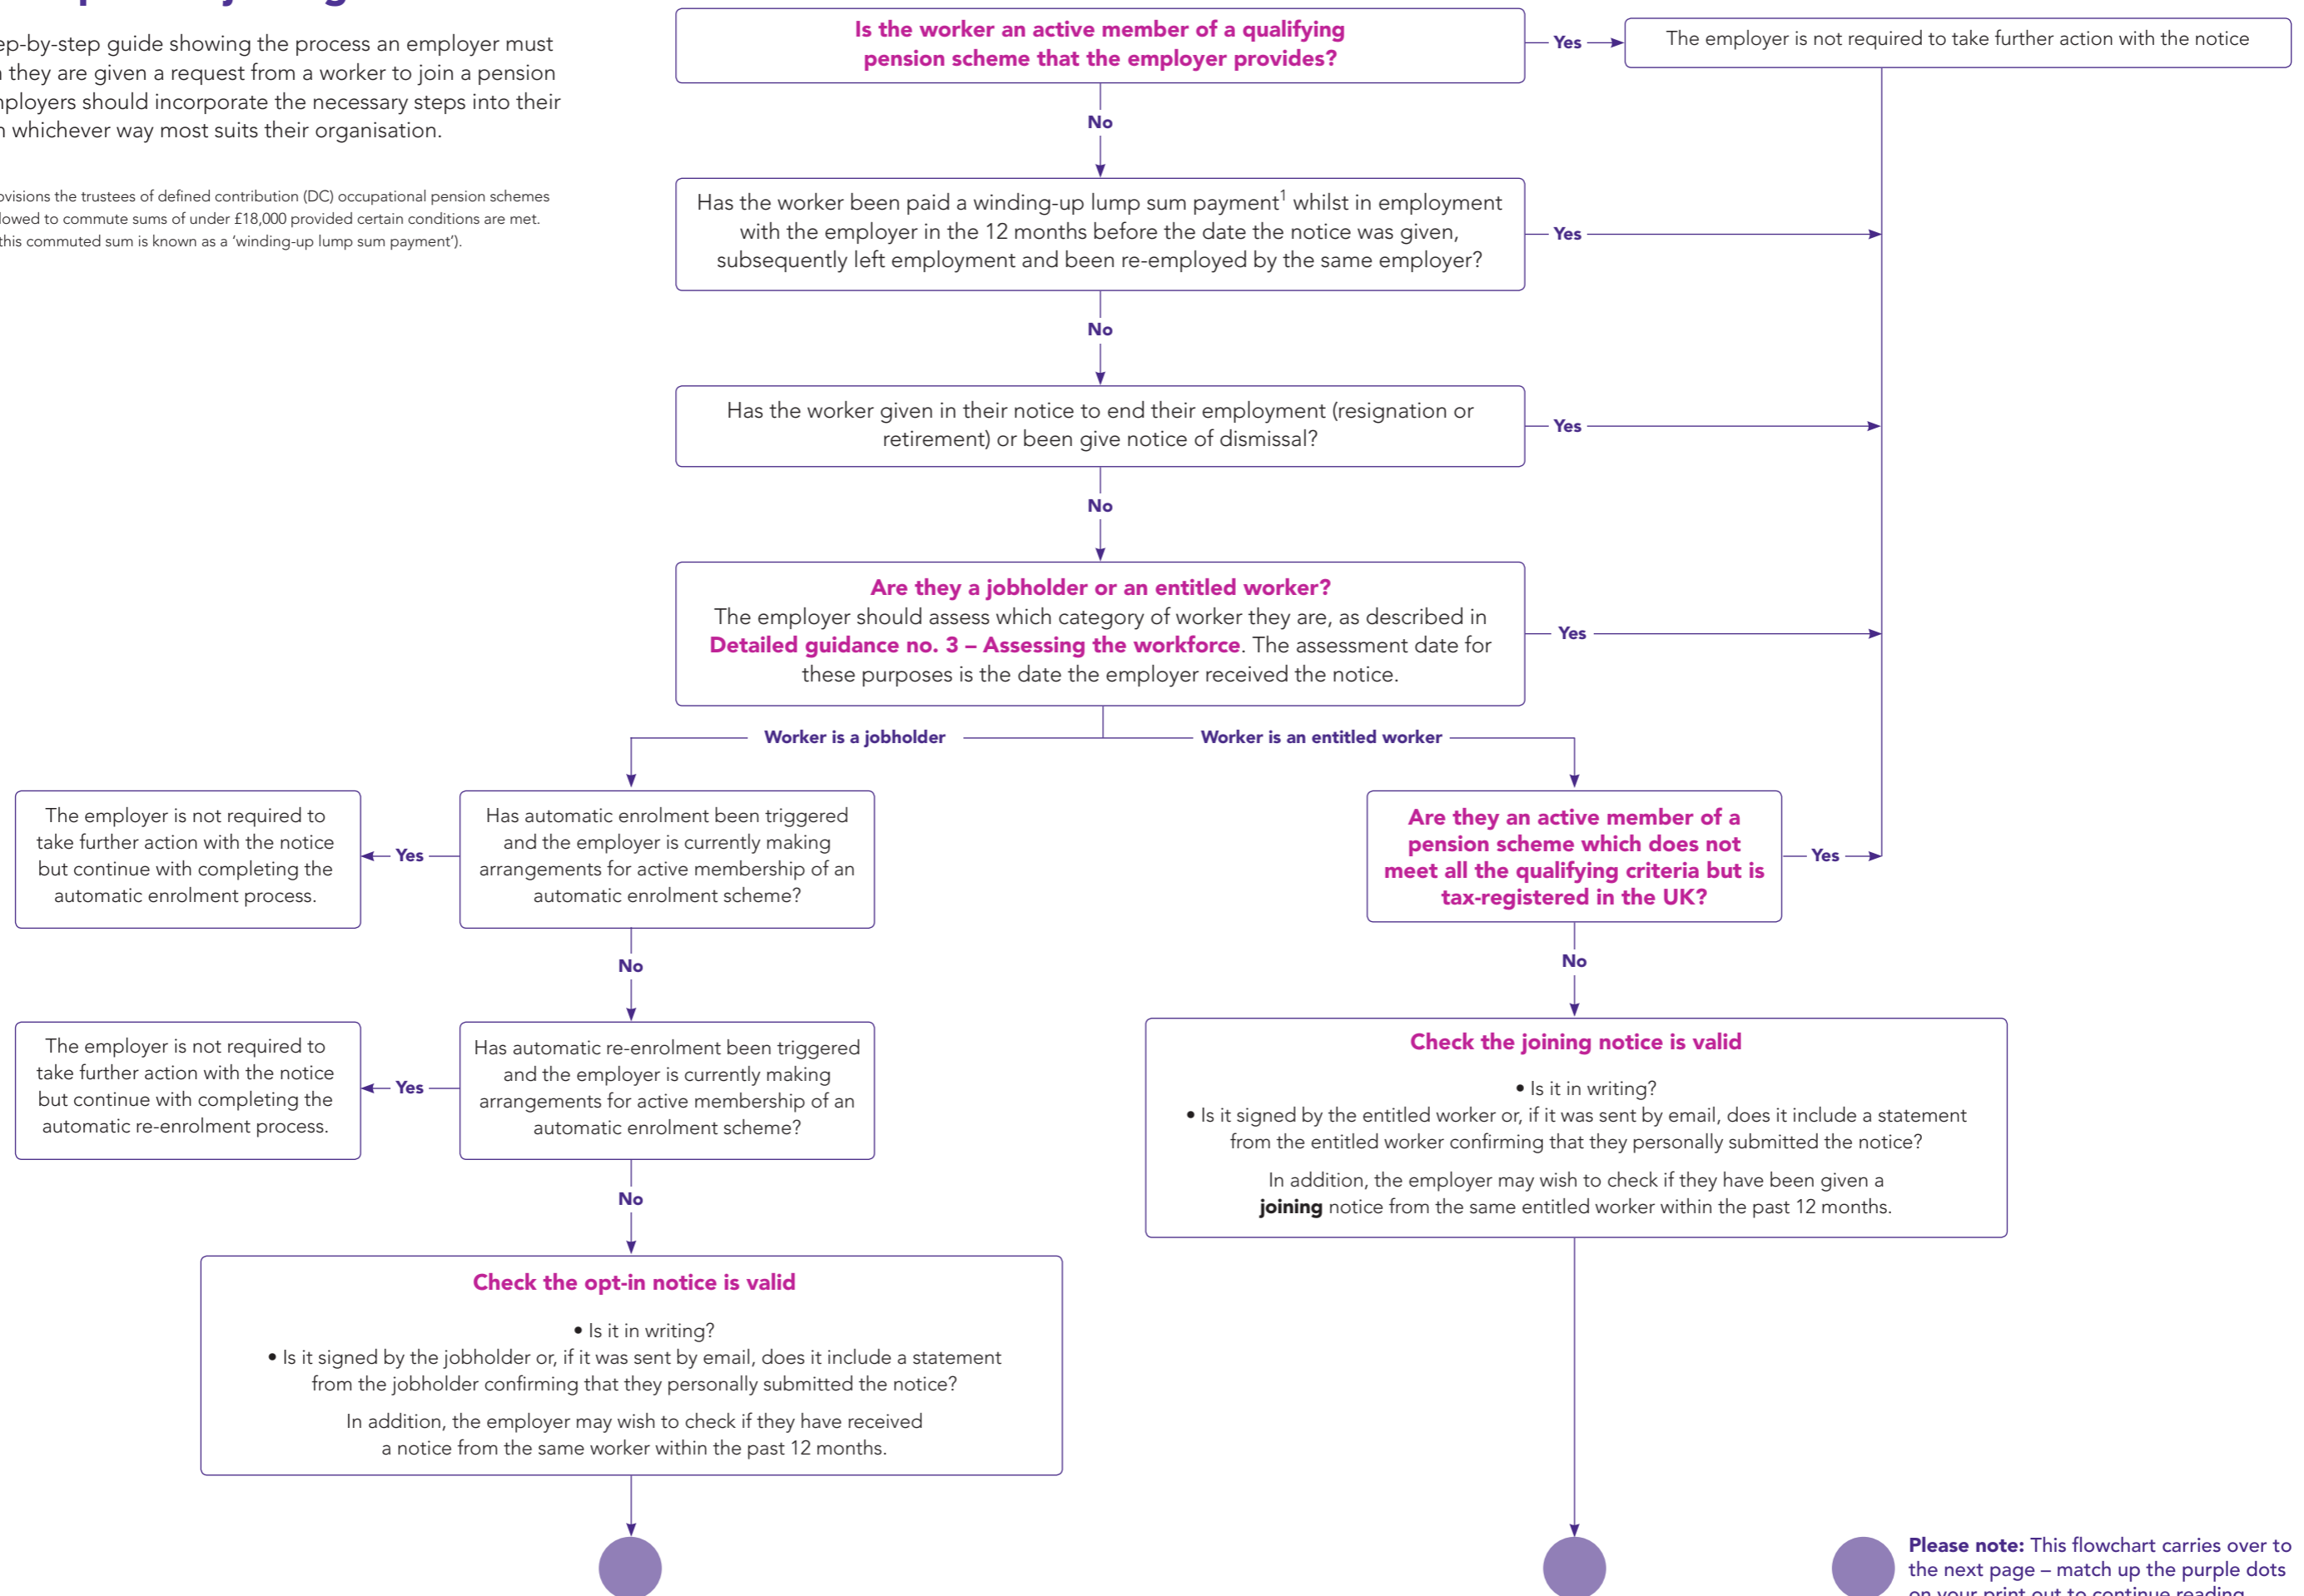 ep-by-step guide showing the process an employer must
they are given a request from a worker to join a pension
mployers should incorporate the necessary steps into their
whichever way most suits their organisation.
ovisions the trustees of defined contribution (DC) occupational pension schemes
lowed to commute sums of under £18,000 provided certain conditions are met.
this commuted sum is known as a ‘winding-up lump sum payment’).
Is the worker an active member of a qualifying
pension scheme that the employer provides?
Yes
The employer is not required to take further action with the notice
No
Has the worker been paid a winding-up lump sum payment1 whilst in employment
with the employer in the 12 months before the date the notice was given,
subsequently left employment and been re-employed by the same employer?
Yes
No
Has the worker given in their notice to end their employment (resignation or
retirement) or been give notice of dismissal?
Yes
No
Are they a jobholder or an entitled worker?
The employer should assess which category of worker they are, as described in
Detailed guidance no. 3 – Assessing the workforce. The assessment date for
these purposes is the date the employer received the notice.
Yes
Worker is a jobholder
Worker is an entitled worker
The employer is not required to
take further action with the notice
but continue with completing the
automatic enrolment process.
Yes
Has automatic enrolment been triggered
and the employer is currently making
arrangements for active membership of an
automatic enrolment scheme?
Are they an active member of a
pension scheme which does not
meet all the qualifying criteria but is
tax-registered in the UK?
Yes
No
No
The employer is not required to
take further action with the notice
but continue with completing the
automatic re-enrolment process.
Yes
Has automatic re-enrolment been triggered
and the employer is currently making
arrangements for active membership of an
automatic enrolment scheme?
Check the joining notice is valid
• Is it in writing?
• Is it signed by the entitled worker or, if it was sent by email, does it include a statement
from the entitled worker confirming that they personally submitted the notice?
In addition, the employer may wish to check if they have been given a
joining notice from the same entitled worker within the past 12 months.
No
Check the opt-in notice is valid
• Is it in writing?
• Is it signed by the jobholder or, if it was sent by email, does it include a statement
from the jobholder confirming that they personally submitted the notice?
In addition, the employer may wish to check if they have received
a notice from the same worker within the past 12 months.
Please note: This flowchart carries over to
the next page – match up the purple dots
on your print out to continue reading